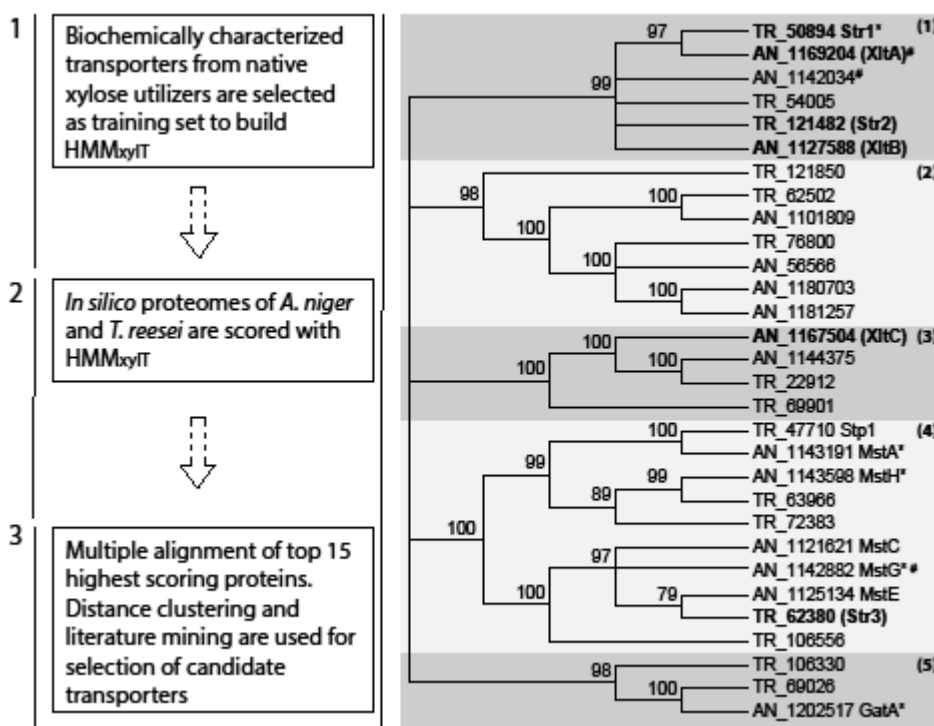 1
Biochemically characterized
transporters from native
xylose utilizers are selected
as training set to build
HMMxylT
2
In silico proteomes of A. niger
and T. reesei are scored with
HMMxylT
3
Multiple alignment of top 15
highest scoring proteins.
Distance clustering and
literature mining are used for
selection of candidate
transporters
97
99
TR_50894 Str1* (1)
AN_1169204 (XltA)#
AN_1142034#
TR_54005
TR_121482 (Str2)
AN_1127588 (XltB)
98
100
100
100
100
TR_121850 (2)
TR_62502
AN_1101809
TR_76800
AN_56566
AN_1180703
AN_1181257
100
100
100
AN_1167504 (XltC) (3)
AN_1144375
TR_22912
TR_69901
100
99
99
89
100
97
100
79
TR_47710 Stp1 (4)
AN_1143191 MstA*
AN_1143598 MstH*
TR_63966
TR_72383
AN_1121621 MstC
AN_1142882 MstG*#
AN_1125134 MstE
TR_62380 (Str3)
TR_106556
98
100
TR_106330 (5)
TR_69026
AN_1202517 GatA*